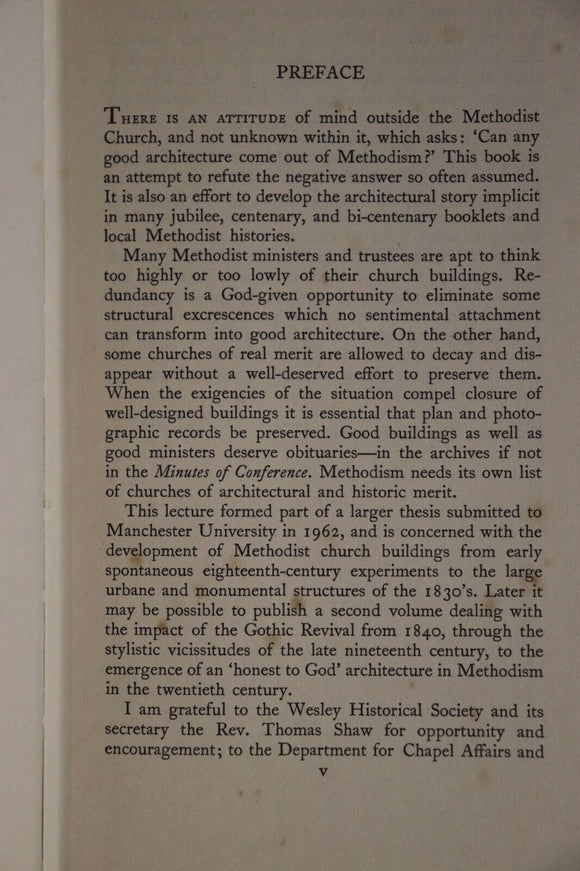 PREFACE
THERE IS AN ATTITUDE of mind outside the Methodist
Church, and not unknown within it, which asks: ‘Can any
good architecture come out of Methodism?’ This book is
an attempt to refute the negative answer so often assumed.
It is also an effort to develop the architectural story implicit
in many jubilee, centenary, and bi-centenary booklets and
local Methodist histories.
Many Methodist ministers and trustees are apt to think
too highly or too lowly of their church buildings. Re-
dundancy is a God-given opportunity to eliminate some
structural excrescences which no sentimental attachment
can transform into good architecture. On the other hand,
some churches of real merit are allowed to decay and dis-
appear without a well-deserved effort to preserve them.
When the exigencies of the situation compel closure of
well-designed buildings it is essential that plan and photo-
graphic records be preserved. Good buildings as well as
good ministers deserve obituaries—in the archives if not
in the Minutes of Conference. Methodism needs its own list
of churches of architectural and historic merit.
This lecture formed part of a larger thesis submitted to
Manchester University in 1962, and is concerned with the
development of Methodist church buildings from early
spontaneous eighteenth-century experiments to the large
urbane and monumental structures of the 1830's. Later it
may be possible to publish a second volume dealing with
the impact of the Gothic Revival from 1840, through the
stylistic vicissitudes of the late nineteenth century, to the
emergence of an ‘honest to God’ architecture in Methodism
in the twentieth century.
I am grateful to the Wesley Historical Society and its
secretary the Rev. Thomas Shaw for opportunity and
encouragement; to the Department for Chapel Affairs and
v